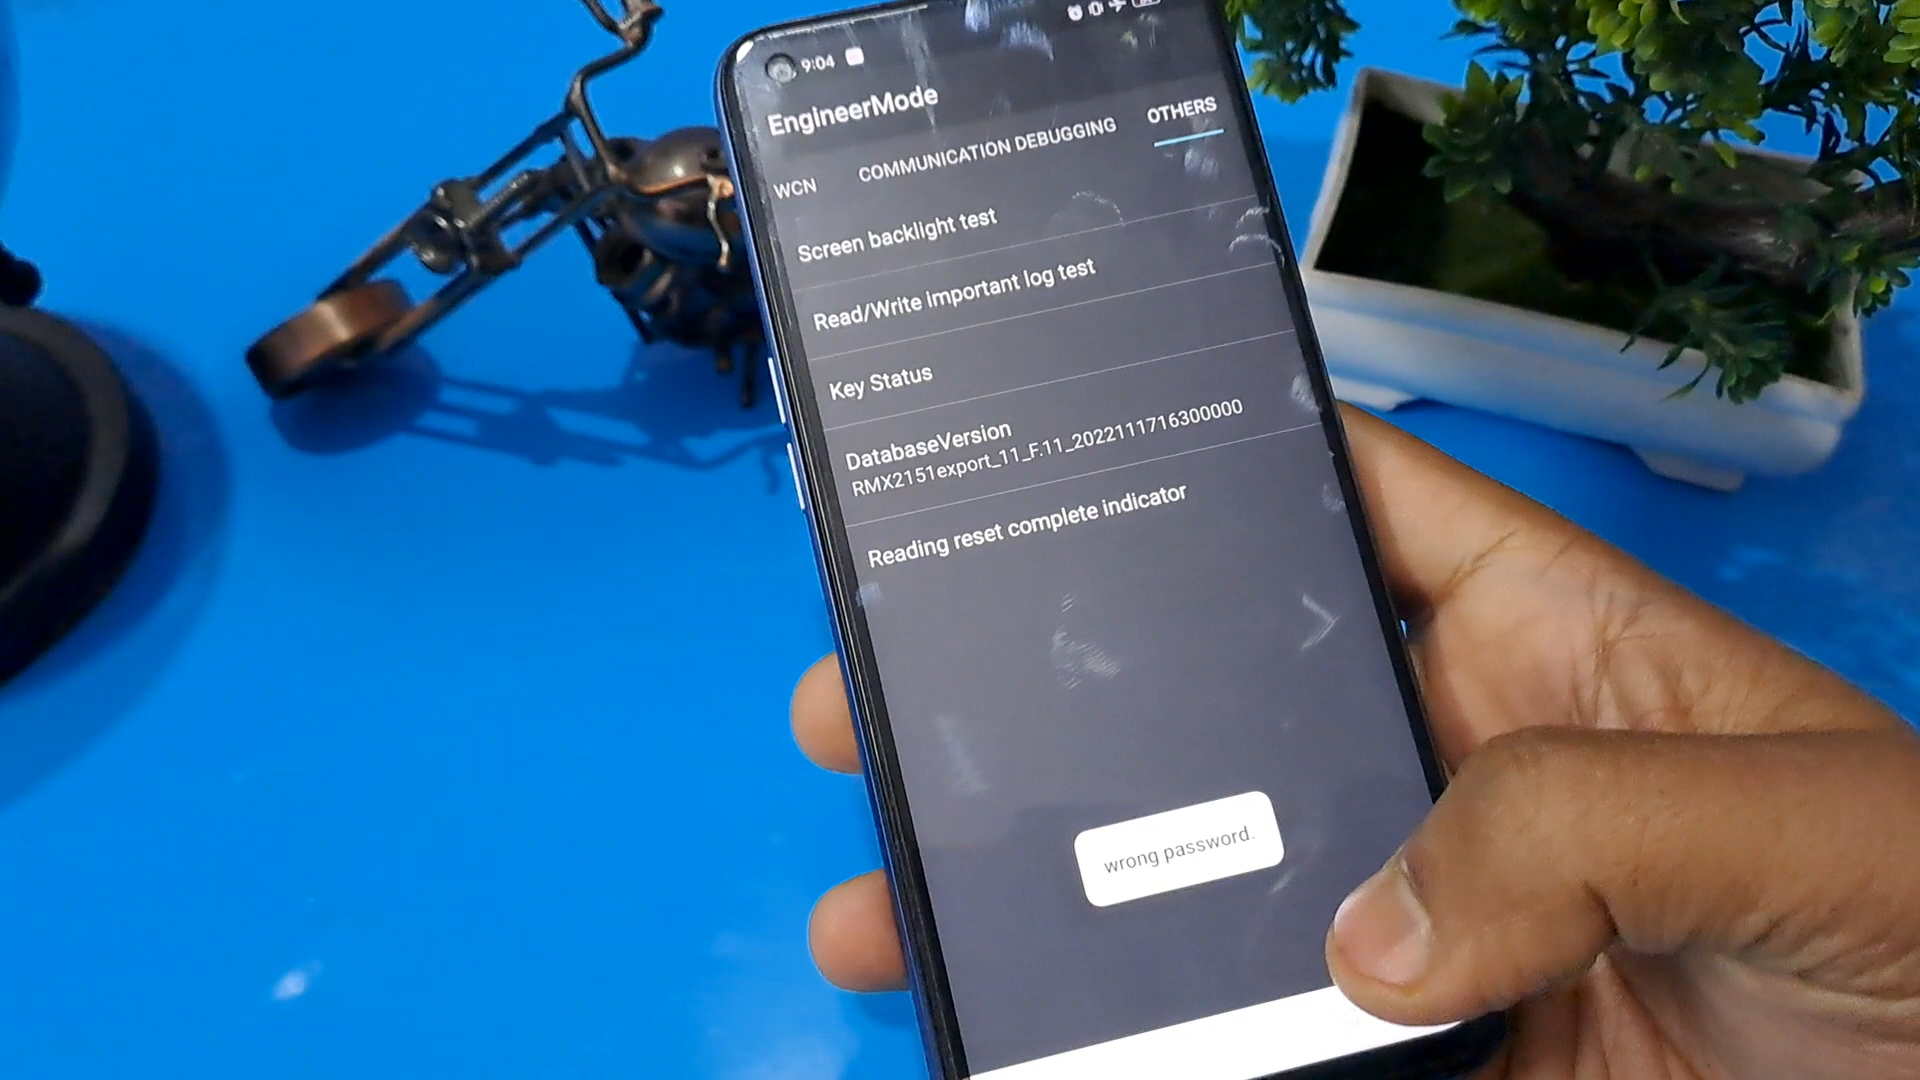 9:04
EngineerMode
WCN COMMUNICATION DEBUGGING OTHERS
Screen backlight test
Read/Write important log test
Key Status
DatabaseVersion
RMX2151export_11_F.11_2022111716300000
Reading reset complete indicator
wrong password.